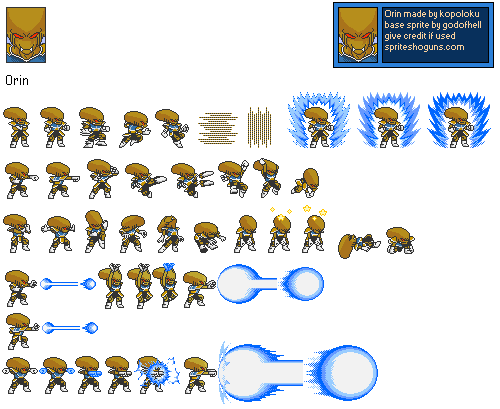 Orin made by kopoloku
base sprite by godofhell
give credit if used
spriteshoguns.com
Orin